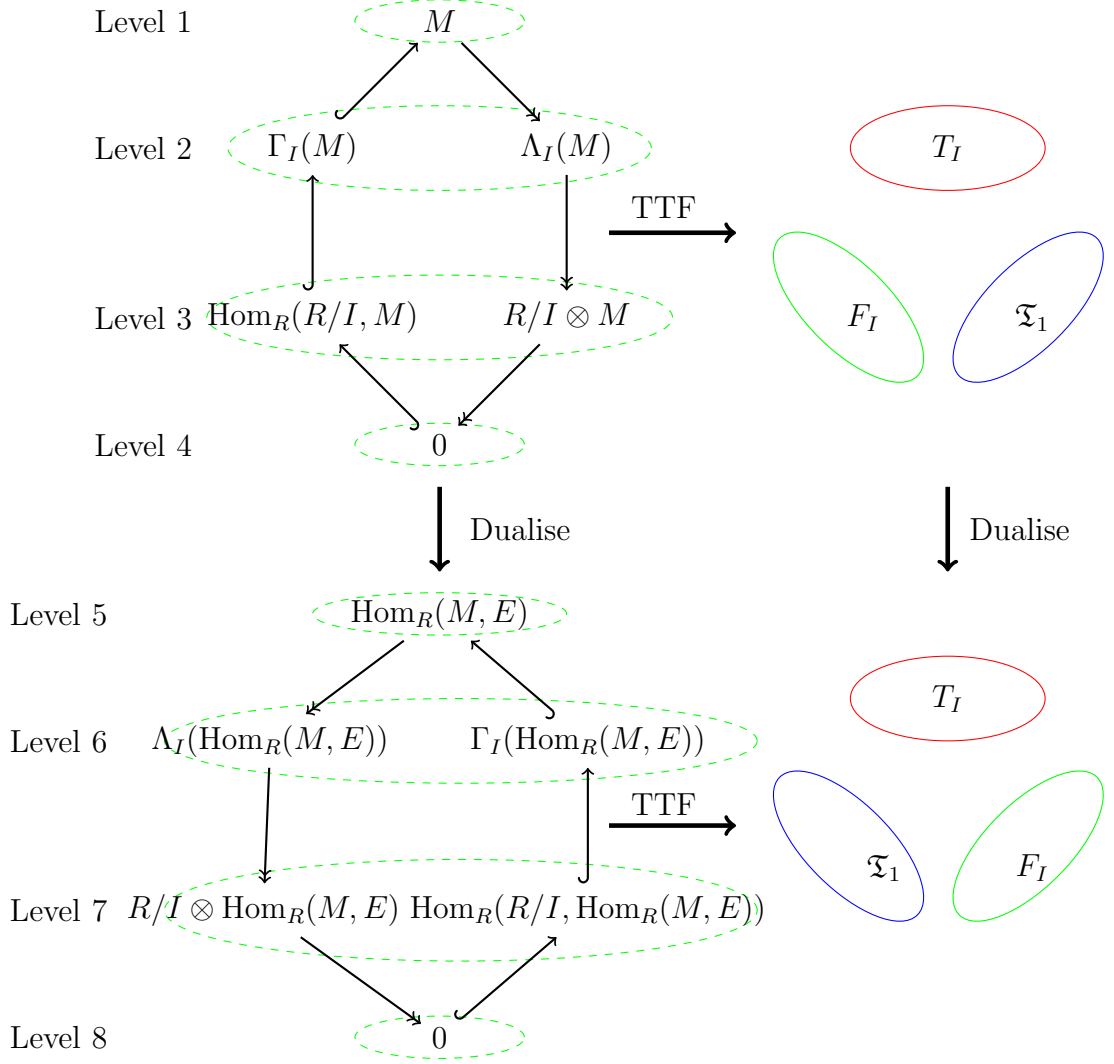 Level 1 M
Level 2 Γ_I(M) Λ_I(M) T_I
TTF
Level 3 Hom_R(R/I, M) R/I ⊗ M F_I 𝔗_1
Level 4 0
Dualise Dualise
Level 5 Hom_R(M, E)
T_I
Level 6 Λ_I(Hom_R(M, E)) Γ_I(Hom_R(M, E))
TTF
𝔗_1 F_I
Level 7 R/I ⊗ Hom_R(M, E) Hom_R(R/I, Hom_R(M, E))
Level 8 0